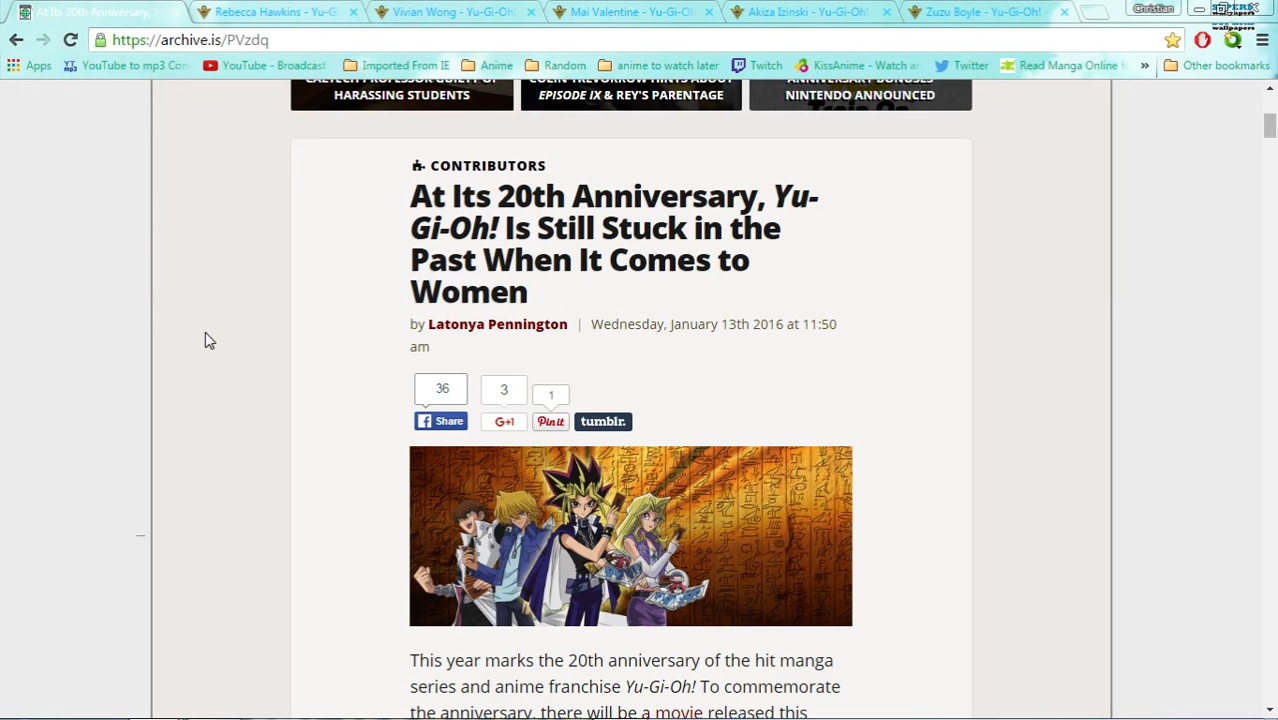 At Its 20th Anniversary, Y
Rebecca Hawkins - Yu-G
Vivian Wong - Yu-Gi-Oh!
Mai Valentine - Yu-Gi-Oh
Akiza Izinski - Yu-Gi-Oh!
Zuzu Boyle - Yu-Gi-Oh! -
Christian
wallpapers
https://archive.is/PVzdq
Apps
YouTube to mp3 Con
YouTube - Broadcast
Imported From IE
Anime
Random
anime to watch later
Twitch
KissAnime - Watch an
Twitter
Read Manga Online f
»
Other bookmarks
PROFESSOR
OF
HARASSING STUDENTS
COLIN TREVORROW HINTS ABOUT
EPISODE IX & REY'S PARENTAGE
ANNIVERSARY BONUSES
NINTENDO ANNOUNCED
CONTRIBUTORS
At Its 20th Anniversary, Yu-
Gi-Oh! Is Still Stuck in the
Past When It Comes to
Women
by Latonya Pennington | Wednesday, January 13th 2016 at 11:50
am
36
3
1
Share
G+1
Pin it
tumblr.
This year marks the 20th anniversary of the hit manga
series and anime franchise Yu-Gi-Oh! To commemorate
the anniversary, there will be a movie released this